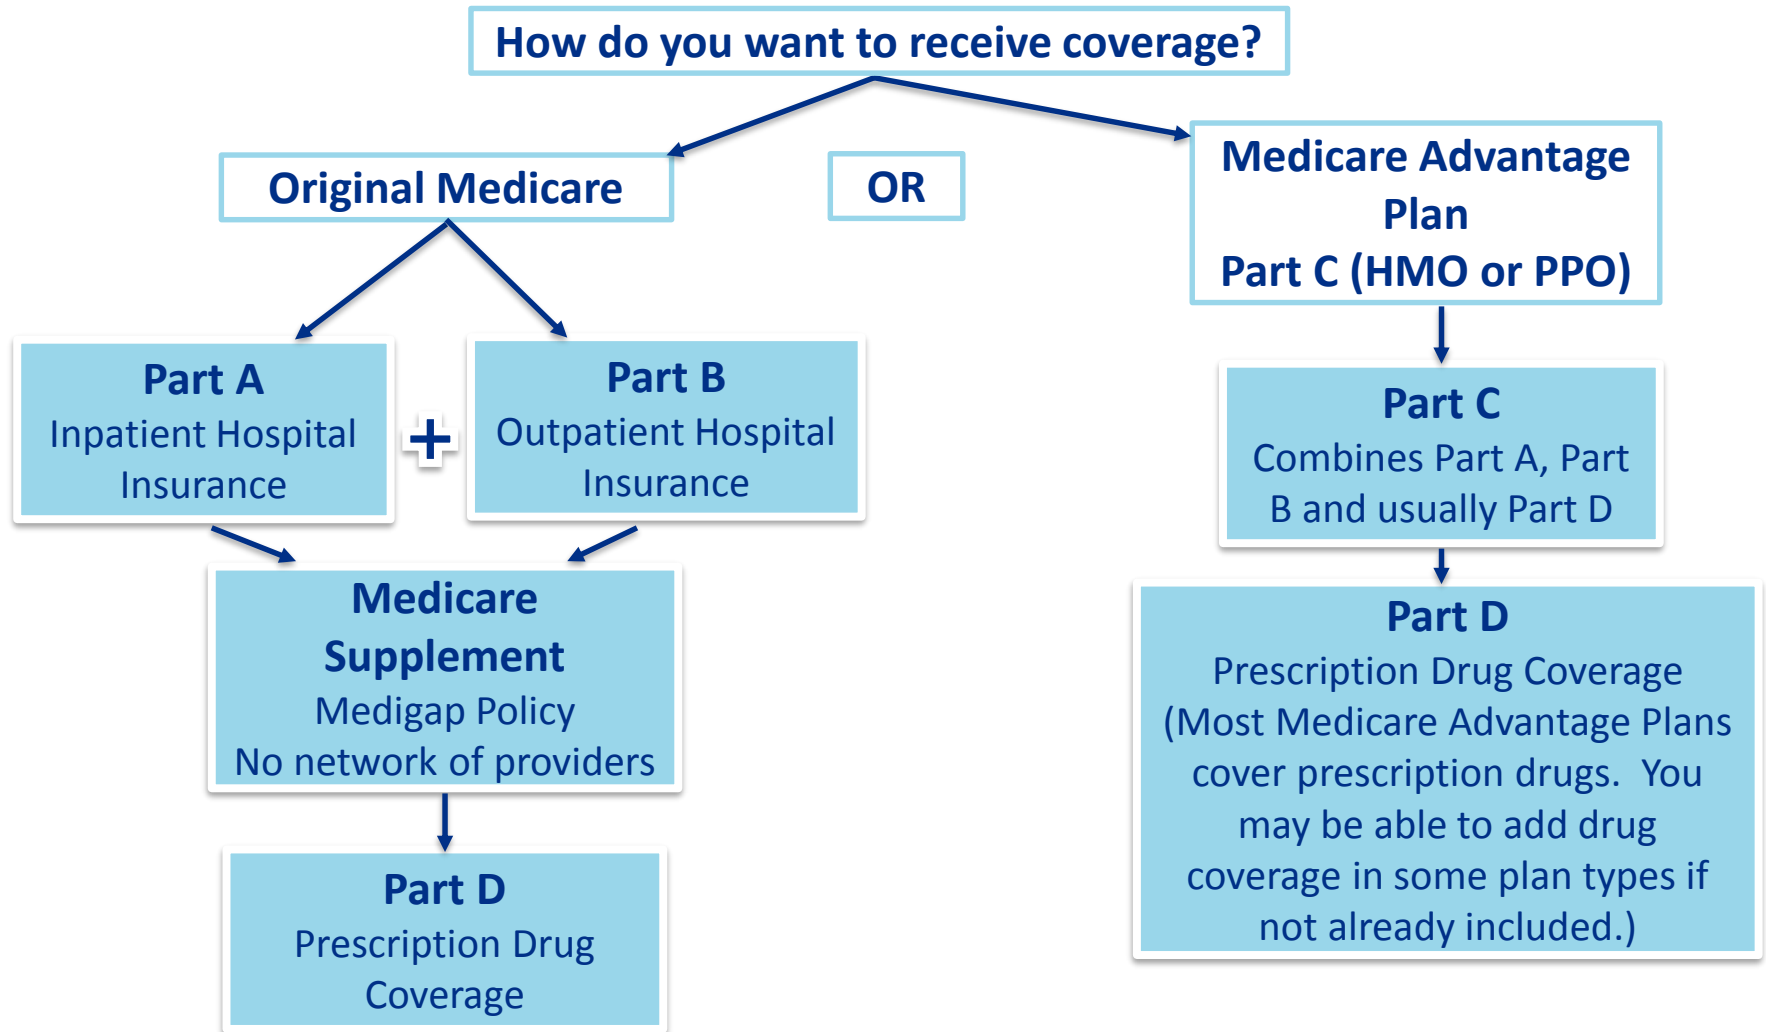 How do you want to receive coverage?
Original Medicare
OR
Medicare Advantage
Plan
Part C (HMO or PPO)
Part A
Inpatient Hospital
Insurance
+
Part B
Outpatient Hospital
Insurance
Medicare
Supplement
Medigap Policy
No network of providers
Part D
Prescription Drug
Coverage
Part C
Combines Part A, Part
B and usually Part D
Part D
Prescription Drug Coverage
(Most Medicare Advantage Plans
cover prescription drugs.  You
may be able to add drug
coverage in some plan types if
not already included.)